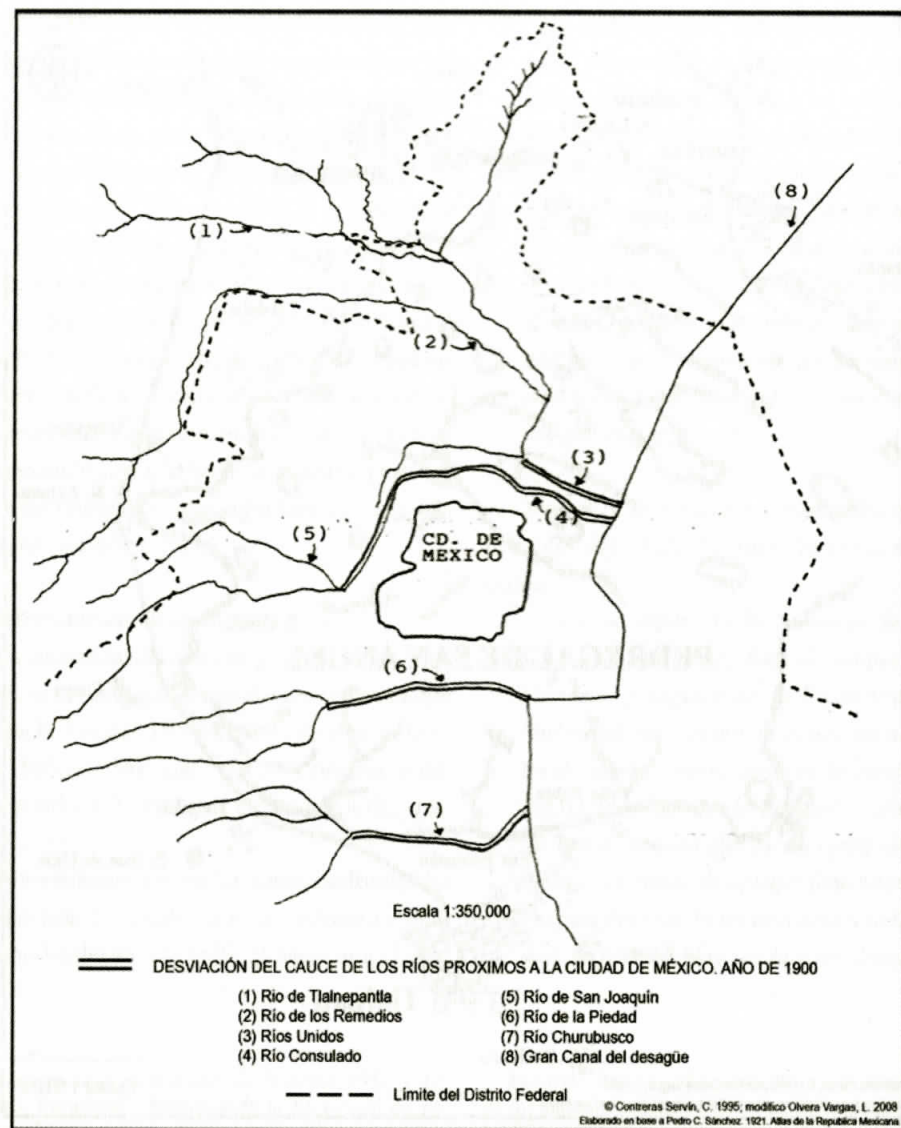 (8)
(1)
(2)
(3)
(4)
(5)
CD. DE
MEXICO
(6)
(7)
Escala 1:350,000
DESVIACIÓN DEL CAUCE DE LOS RÍOS PROXIMOS A LA CIUDAD DE MÉXICO. AÑO DE 1900
(1) Río de Tlalnepantla
(2) Río de los Remedios
(3) Ríos Unidos
(4) Río Consulado
(5) Río de San Joaquín
(6) Río de la Piedad
(7) Río Churubusco
(8) Gran Canal del desagüe
Límite del Distrito Federal
© Contreras Servín, C. 1995; modifico Olvera Vargas, L. 2008
Elaborado en base a Pedro C. Sánchez. 1921. Atlas de la Republica Mexicana